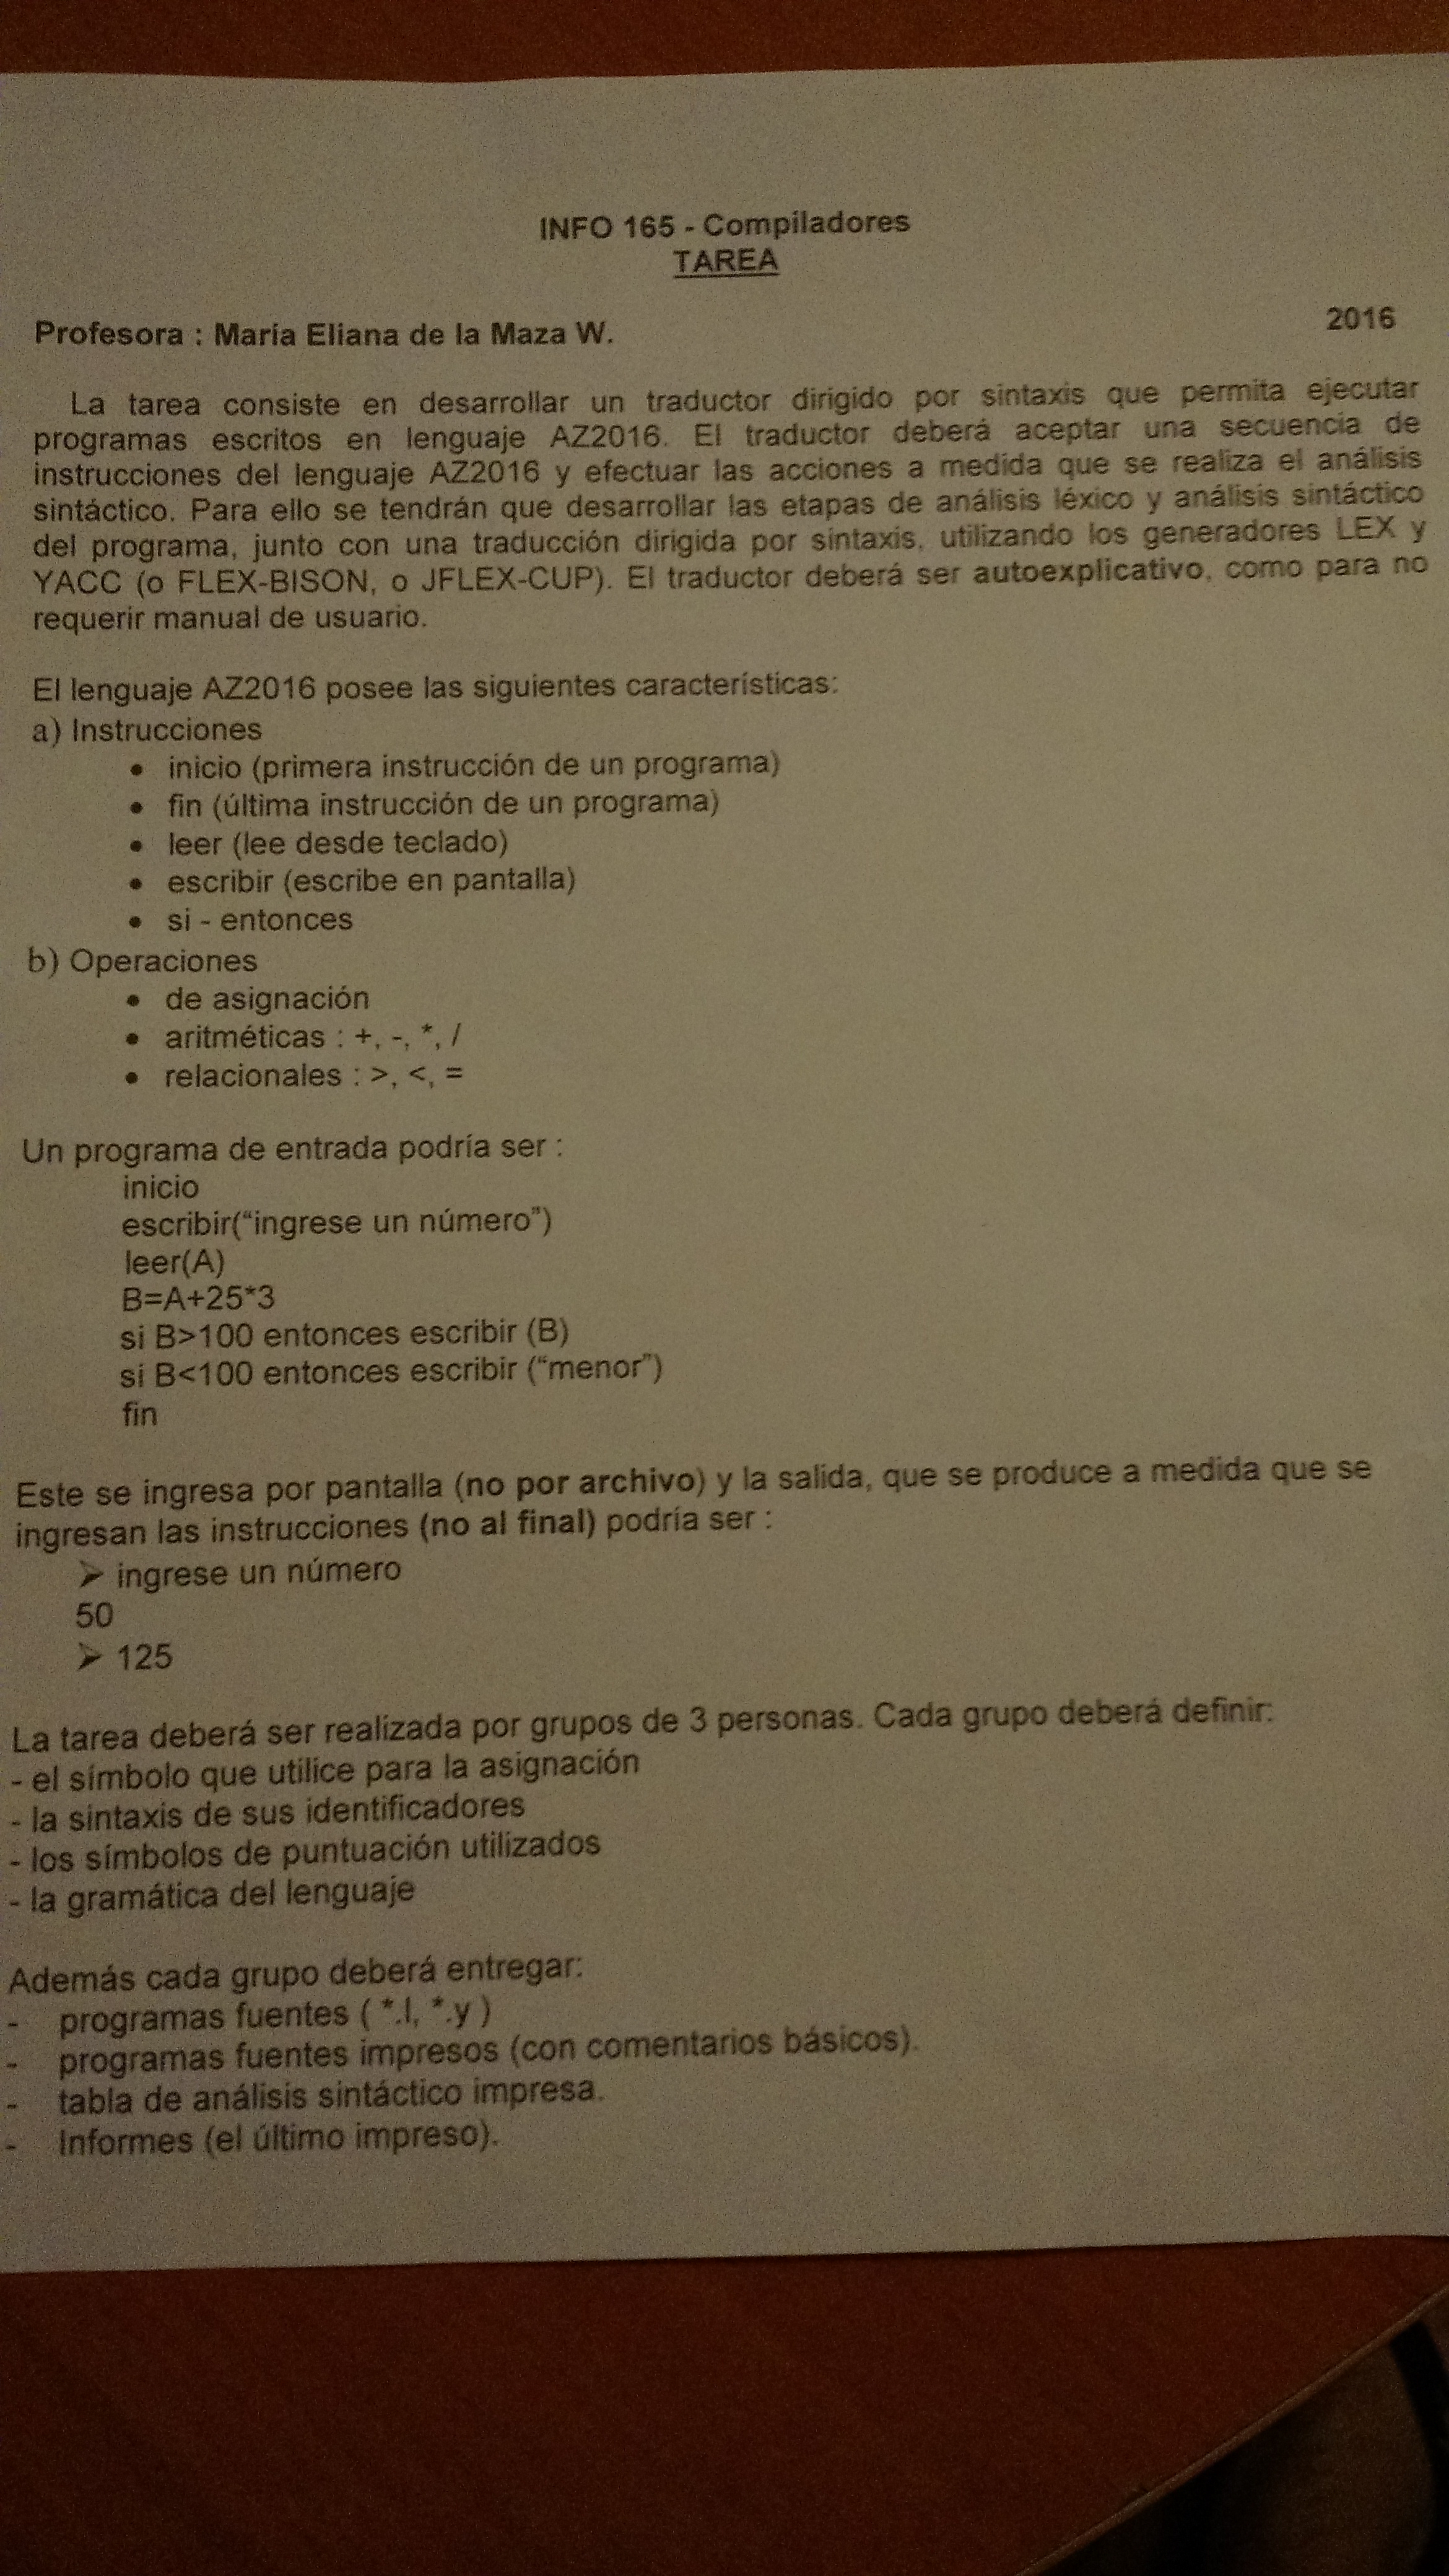 INFO 165 - Compiladores
TAREA
Profesora : María Eliana de la Maza W. 2016
La tarea consiste en desarrollar un traductor dirigido por sintaxis que permita ejecutar
programas escritos en lenguaje AZ2016. El traductor deberá aceptar una secuencia de
instrucciones del lenguaje AZ2016 y efectuar las acciones a medida que se realiza el análisis
sintáctico. Para ello se tendrán que desarrollar las etapas de análisis léxico y análisis sintáctico
del programa, junto con una traducción dirigida por sintaxis, utilizando los generadores LEX y
YACC (o FLEX-BISON, o JFLEX-CUP). El traductor deberá ser autoexplicativo, como para no
requerir manual de usuario.
El lenguaje AZ2016 posee las siguientes características:
a) Instrucciones
• inicio (primera instrucción de un programa)
• fin (última instrucción de un programa)
• leer (lee desde teclado)
• escribir (escribe en pantalla)
• si - entonces
b) Operaciones
• de asignación
• aritméticas : +, -, *, /
• relacionales : >, <, =
Un programa de entrada podría ser :
inicio
escribir(“ingrese un número”)
leer(A)
B=A+25*3
si B>100 entonces escribir (B)
si B<100 entonces escribir (“menor”)
fin
Este se ingresa por pantalla (no por archivo) y la salida, que se produce a medida que se
ingresan las instrucciones (no al final) podría ser :
➢ ingrese un número
50
➢ 125
La tarea deberá ser realizada por grupos de 3 personas. Cada grupo deberá definir:
- el símbolo que utilice para la asignación
- la sintaxis de sus identificadores
- los símbolos de puntuación utilizados
- la gramática del lenguaje
Además cada grupo deberá entregar:
- programas fuentes ( *.l, *.y )
- programas fuentes impresos (con comentarios básicos).
- tabla de análisis sintáctico impresa.
- Informes (el último impreso).